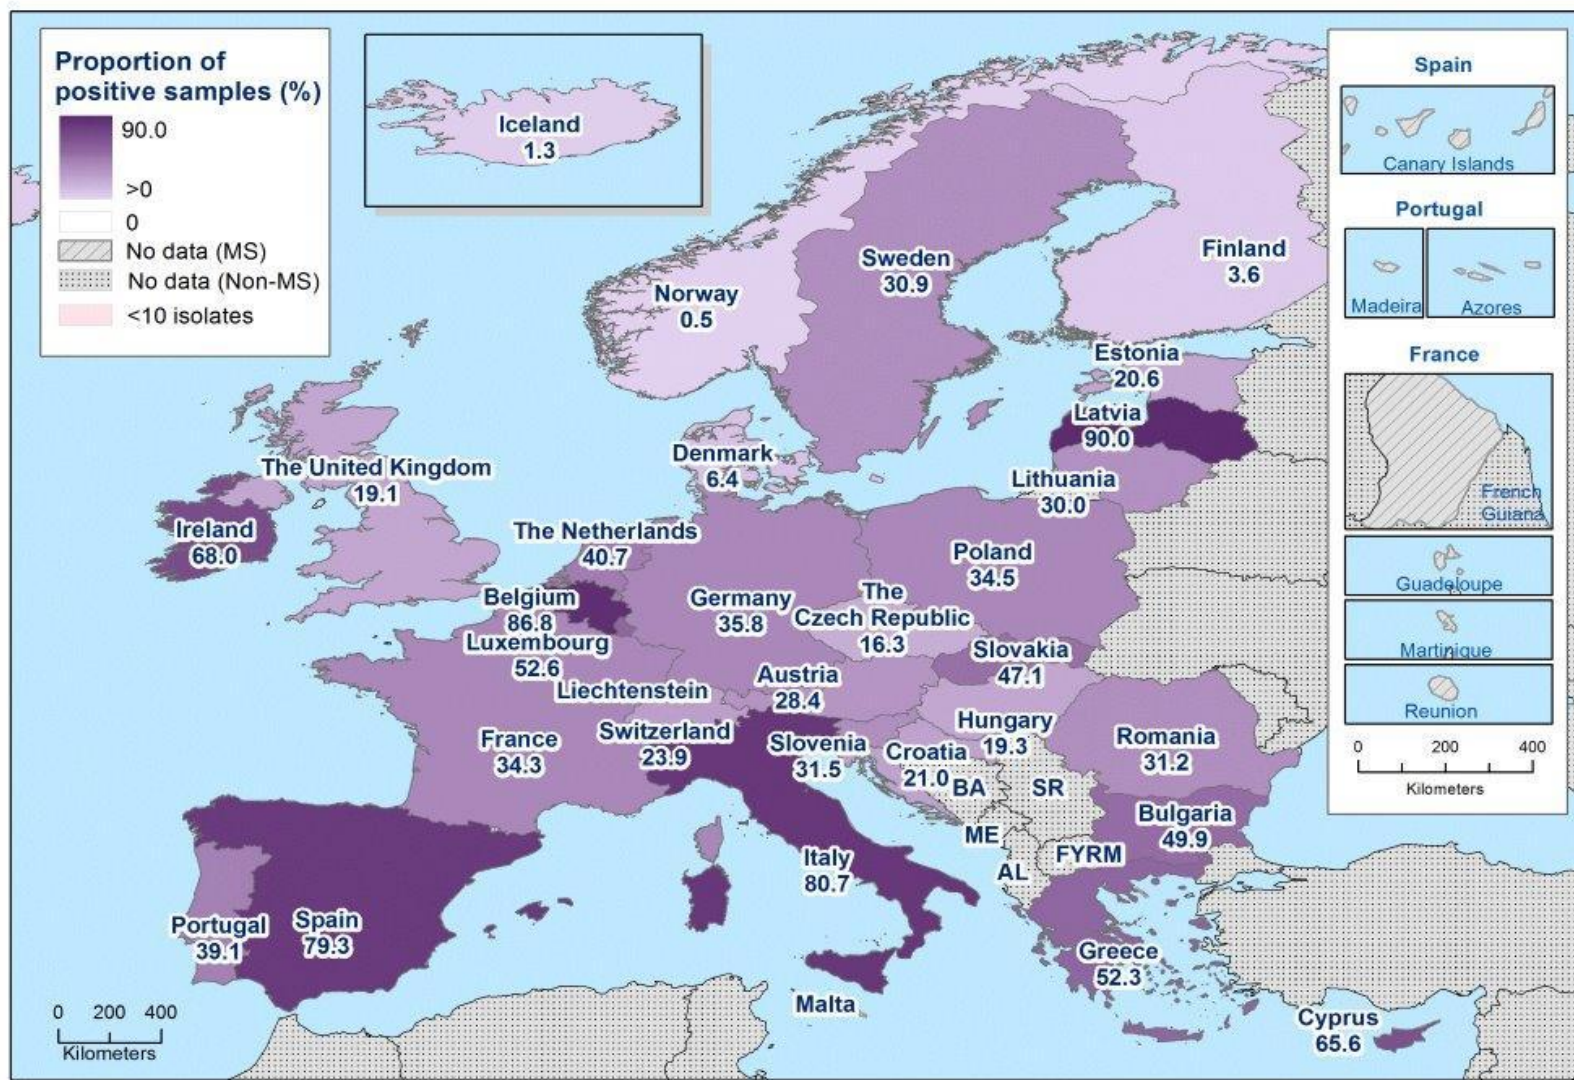 Proportion of
positive samples (%)
90.0
>0
0
No data (MS)
No data (Non-MS)
<10 isolates
Iceland
1.3
Norway
0.5
Sweden
30.9
Finland
3.6
Estonia
20.6
Latvia
90.0
Lithuania
30.0
Denmark
6.4
The United Kingdom
19.1
Ireland
68.0
The Netherlands
40.7
Belgium
86.8
Luxembourg
52.6
Germany
35.8
Poland
34.5
The
Czech Republic
16.3
Slovakia
47.1
Austria
28.4
Liechtenstein
Switzerland
23.9
France
34.3
Slovenia
31.5
Croatia
21.0
Hungary
19.3
Romania
31.2
BA
SR
ME
AL
FYRM
Bulgaria
49.9
Italy
80.7
Portugal
39.1
Spain
79.3
Malta
Greece
52.3
Cyprus
65.6
0 200 400
Kilometers
Spain
Canary Islands
Portugal
Madeira
Azores
France
French
Guiana
Guadeloupe
Martinique
Reunion
0 200 400
Kilometers